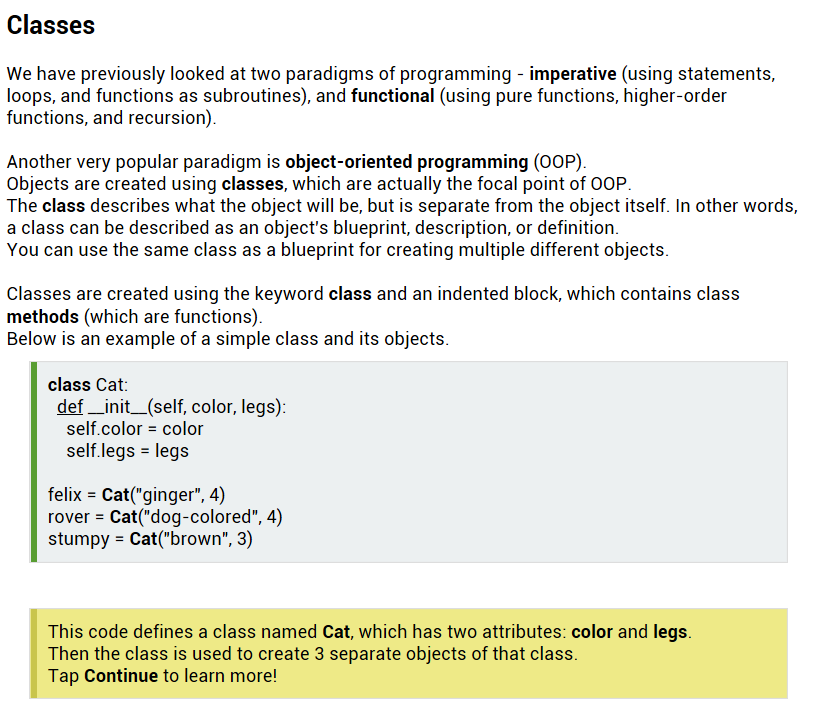 Classes
We have previously looked at two paradigms of programming - imperative (using statements,
loops, and functions as subroutines), and functional (using pure functions, higher-order
functions, and recursion).
Another very popular paradigm is object-oriented programming (OOP).
Objects are created using classes, which are actually the focal point of OOP.
The class describes what the object will be, but is separate from the object itself. In other words,
a class can be described as an object's blueprint, description, or definition.
You can use the same class as a blueprint for creating multiple different objects.
Classes are created using the keyword class and an indented block, which contains class
methods (which are functions).
Below is an example of a simple class and its objects.
class Cat:
  def __init__(self, color, legs):
    self.color = color
    self.legs = legs
felix = Cat("ginger", 4)
rover = Cat("dog-colored", 4)
stumpy = Cat("brown", 3)
This code defines a class named Cat, which has two attributes: color and legs.
Then the class is used to create 3 separate objects of that class.
Tap Continue to learn more!